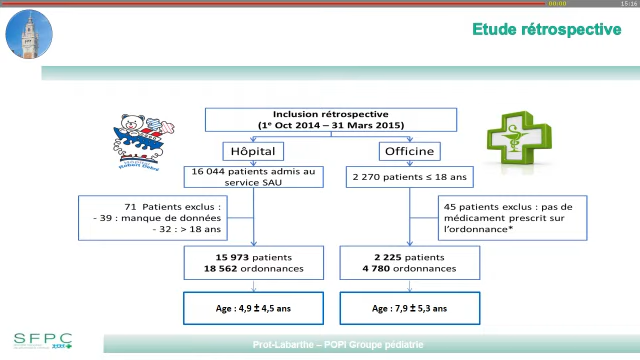 00:00
15:16
Etude rétrospective
Inclusion rétrospective
(1ᵉ Oct 2014 – 31 Mars 2015)
Hôpital
Officine
Robert Debré
16 044 patients admis au
service SAU
2 270 patients ≤ 18 ans
71 Patients exclus :
- 39 : manque de données
- 32 : > 18 ans
45 patients exclus : pas de
médicament prescrit sur
l'ordonnance*
15 973 patients
18 562 ordonnances
2 225 patients
4 780 ordonnances
Age : 4,9 ± 4,5 ans
Age : 7,9 ± 5,3 ans
SFPC
Prot-Labarthe – POPI Groupe pédiatrie